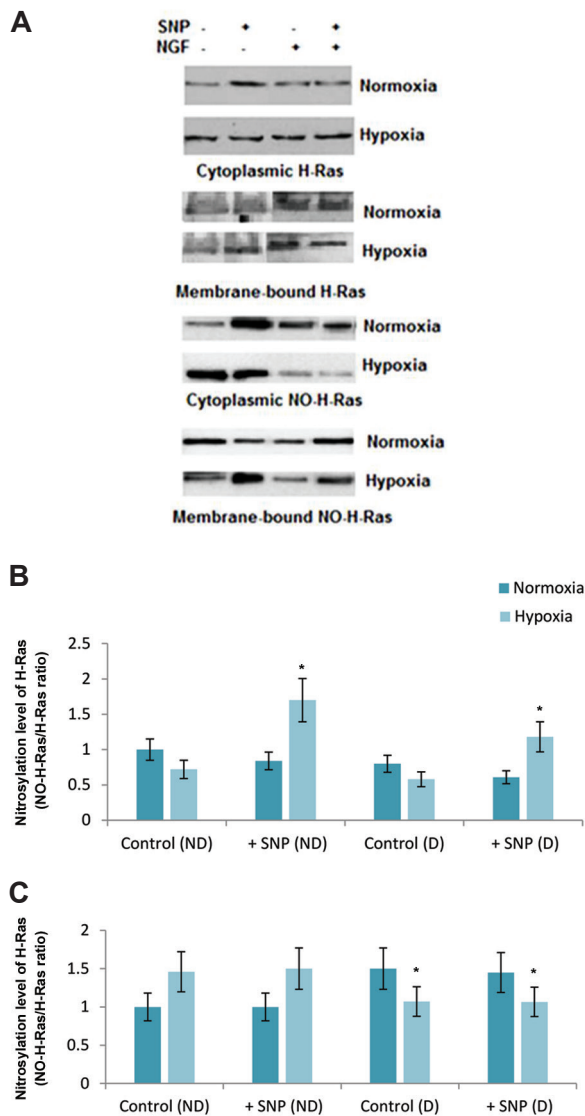 A
SNP - + - +
NGF - - + +
Normoxia
Hypoxia
Cytoplasmic H-Ras
Normoxia
Hypoxia
Membrane-bound H-Ras
Normoxia
Hypoxia
Cytoplasmic NO-H-Ras
Normoxia
Hypoxia
Membrane-bound NO-H-Ras
B
Normoxia
Hypoxia
Nitrosylation level of H-Ras
(NO-H-Ras/H-Ras ratio)
2.5
2
1.5
1
0.5
0
*
*
Control (ND) + SNP (ND) Control (D) + SNP (D)
C
Nitrosylation level of H-Ras
(NO-H-Ras/H-Ras ratio)
2
1.5
1
0.5
0
*
*
Control (ND) + SNP (ND) Control (D) + SNP (D)